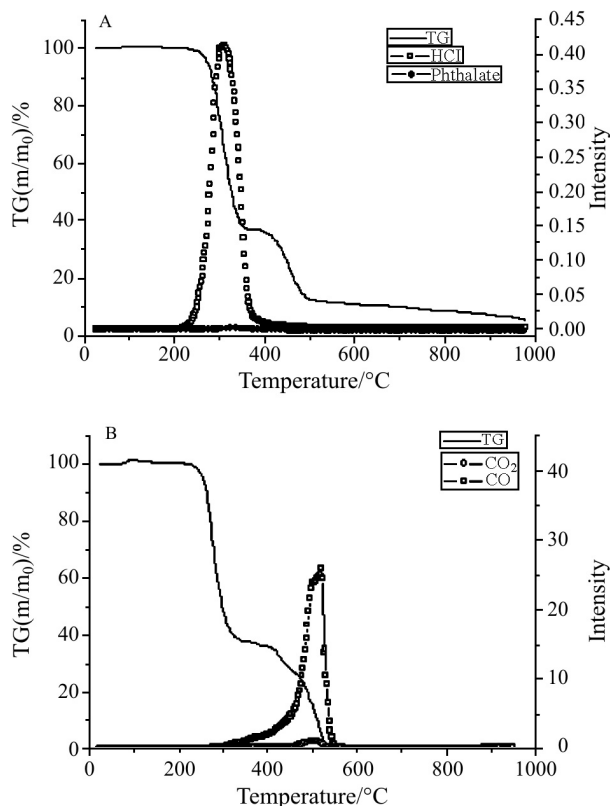 A
TG
HCl
Phthalate
TG(m/m0)/%
100
80
60
40
20
0
0.45
0.40
0.35
0.30
0.25
0.20
0.15
0.10
0.05
0.00
Intensity
0 200 400 600 800 1000
Temperature/°C
B
TG
CO2
CO
TG(m/m0)/%
100
80
60
40
20
0
40
30
20
10
0
Intensity
0 200 400 600 800 1000
Temperature/°C